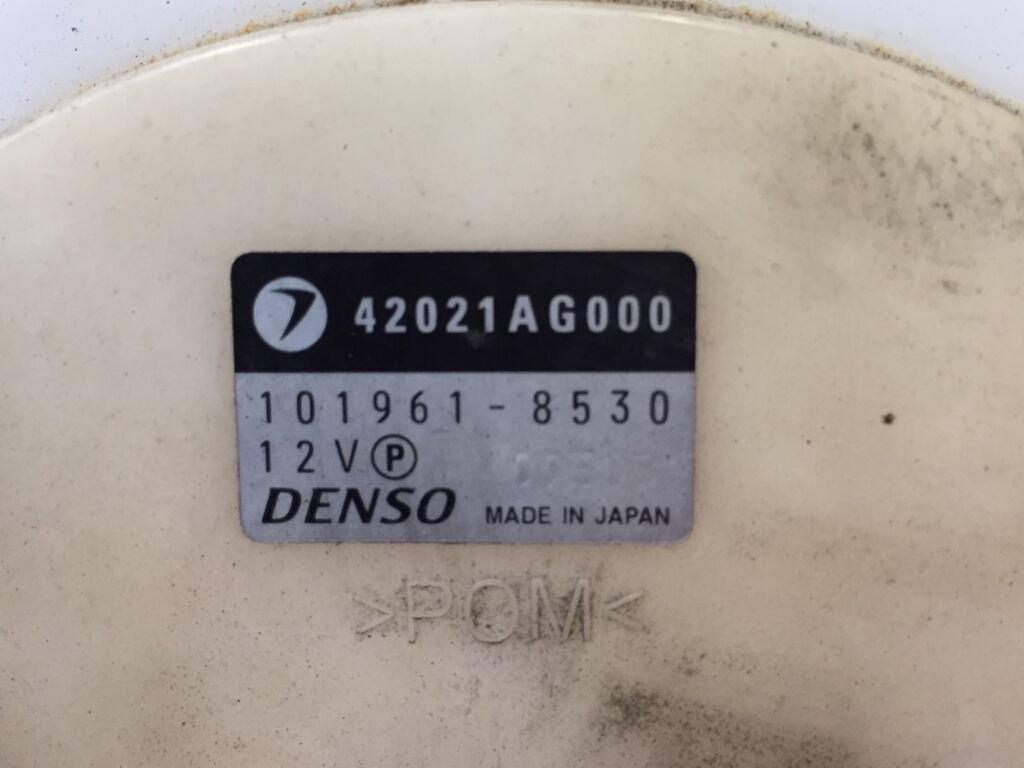 42021AG000
101961-8530
12V Ⓟ
DENSO MADE IN JAPAN
>POM<